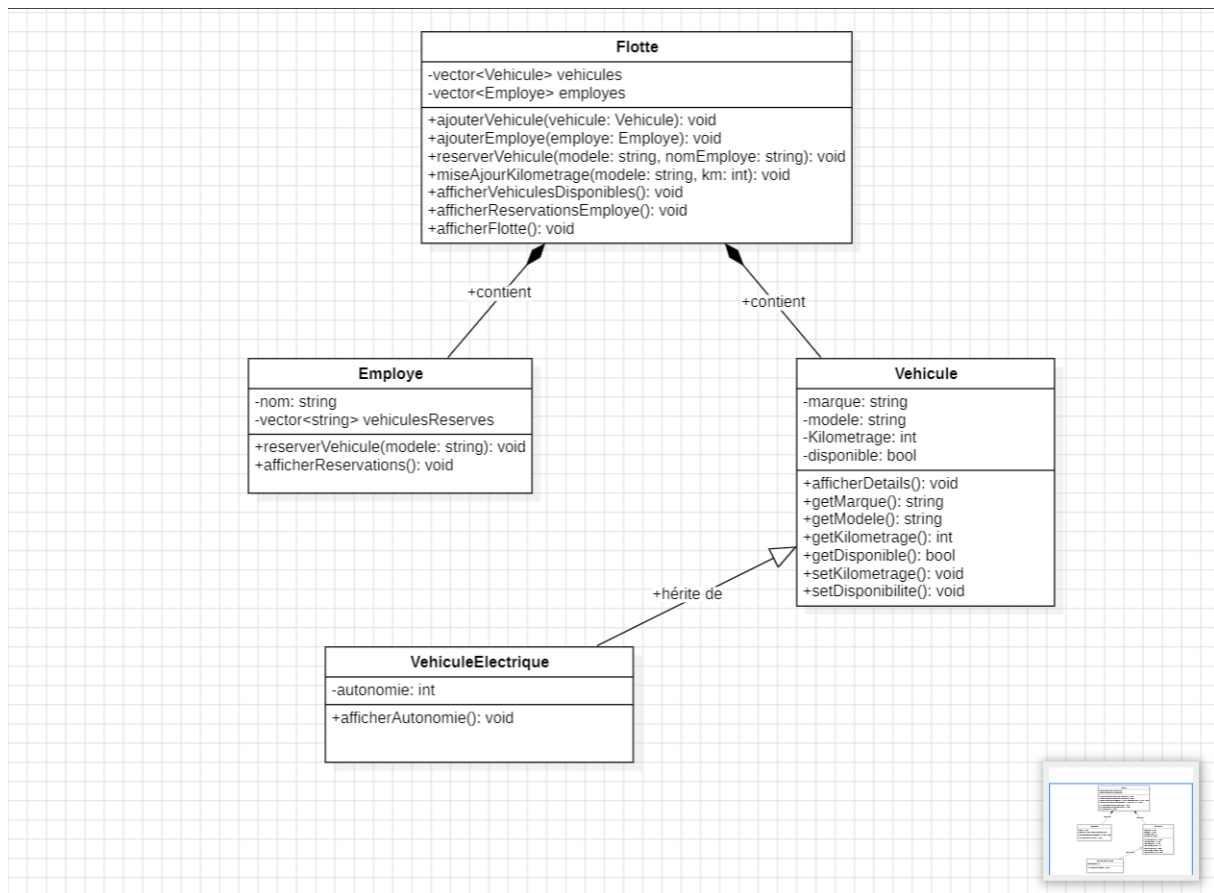 Flotte
-vector<Vehicule> vehicules
-vector<Employe> employes
+ajouterVehicule(vehicule: Vehicule): void
+ajouterEmploye(employe: Employe): void
+reserverVehicule(modele: string, nomEmploye: string): void
+miseAjourKilometrage(modele: string, km: int): void
+afficherVehiculesDisponibles(): void
+afficherReservationsEmploye(): void
+afficherFlotte(): void
+contient
+contient
Employe
-nom: string
-vector<string> vehiculesReserves
+reserverVehicule(modele: string): void
+afficherReservations(): void
Vehicule
-marque: string
-modele: string
-Kilometrage: int
-disponible: bool
+afficherDetails(): void
+getMarque(): string
+getModele(): string
+getKilometrage(): int
+getDisponible(): bool
+setKilometrage(): void
+setDisponibilite(): void
+hérite de
VehiculeElectrique
-autonomie: int
+afficherAutonomie(): void